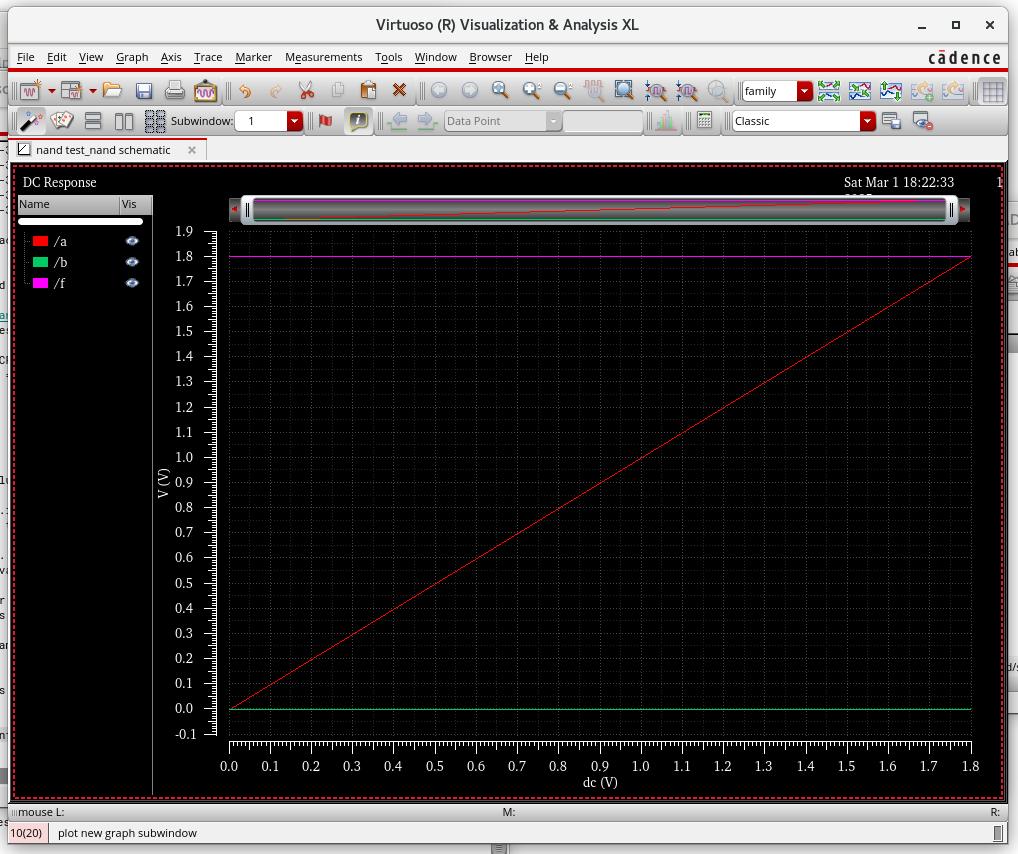 Virtuoso (R) Visualization & Analysis XL
File Edit View Graph Axis Trace Marker Measurements Tools Window Browser Help
cādence
family
Subwindow: 1
Data Point
Classic
nand test_nand schematic
DC Response
Sat Mar 1 18:22:33
1
Name Vis
/a
/b
/f
1.9
1.8
1.7
1.6
1.5
1.4
1.3
1.2
1.1
1.0
0.9
0.8
0.7
0.6
0.5
0.4
0.3
0.2
0.1
0.0
-0.1
V (V)
0.0 0.1 0.2 0.3 0.4 0.5 0.6 0.7 0.8 0.9 1.0 1.1 1.2 1.3 1.4 1.5 1.6 1.7 1.8
dc (V)
mouse L: M: R:
10(20) plot new graph subwindow